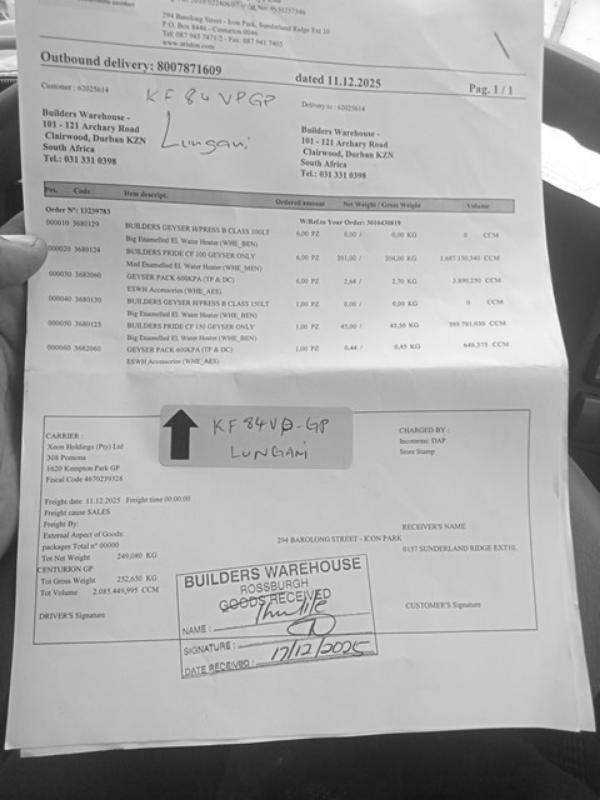 294 Barolong Street - Icon Park, Sunderland Ridge Ext 10
P.O. Box 8446 - Centurion 0046
Tel: 087 943 7471/2 - Fax: 087 941 7403
www.ariston.com
Outbound delivery: 8007871609 dated 11.12.2025 Pag. 1 / 1
Customer : 62025614 KF 84 VPGP Delivery to : 62025614
Lungani
Builders Warehouse - Builders Warehouse -
101 - 121 Archary Road 101 - 121 Archary Road
Clairwood, Durban KZN Clairwood, Durban KZN
South Africa South Africa
Tel.: 031 331 0398 Tel.: 031 331 0398
Pos. Code Item descript. Ordered amount Net Weight / Gross Weight Volume
Order N°: 13239783 W/Ref.to Your Order: 3016430819
000010 3680129 BUILDERS GEYSER H/PRESS B CLASS 100LT 6,00 PZ 0,00 / 0,00 KG 0 CCM
Big Enamelled El. Water Heater (WHE_BEN)
000020 3680124 BUILDERS PRIDE CF 100 GEYSER ONLY 6,00 PZ 201,00 / 204,00 KG 1.687.130,340 CCM
Med Enamelled El. Water Heater (WHE_MEN)
000030 3682060 GEYSER PACK 600KPA (TP & DC) 6,00 PZ 2,64 / 2,70 KG 3.890,250 CCM
ESWH Accessories (WHE_AES)
000040 3680130 BUILDERS GEYSER H/PRESS B CLASS 150LT 1,00 PZ 0,00 / 0,00 KG 0 CCM
Big Enamelled El. Water Heater (WHE_BEN)
000050 3680125 BUILDERS PRIDE CF 150 GEYSER ONLY 1,00 PZ 45,00 / 45,50 KG 393.781,030 CCM
Big Enamelled El. Water Heater (WHE_BEN)
000060 3682060 GEYSER PACK 600KPA (TP & DC) 1,00 PZ 0,44 / 0,45 KG 648,375 CCM
ESWH Accessories (WHE_AES)
KF 84VP-GP
LUNGANI
CARRIER : CHARGED BY :
Xeon Holdings (Pty) Ltd Incoterms: DAP
308 Pomona Store Stamp
1620 Kempton Park GP
Fiscal Code 4670239328
Freight date 11.12.2025 Freight time 00:00:00
Freight cause SALES
Freight By: RECEIVER'S NAME
External Aspect of Goods: 294 BAROLONG STREET - ICON PARK
packages Total n° 00000 0157 SUNDERLAND RIDGE EXT10,
Tot Net Weight 249,080 KG
CENTURION GP
Tot Gross Weight 252,650 KG
Tot Volume 2.085.449,995 CCM
DRIVER'S Signature CUSTOMER'S Signature
BUILDERS WAREHOUSE
ROSSBURGH
GOODS RECEIVED
NAME :
SIGNATURE :
DATE RECEIVED : 17/12/2025